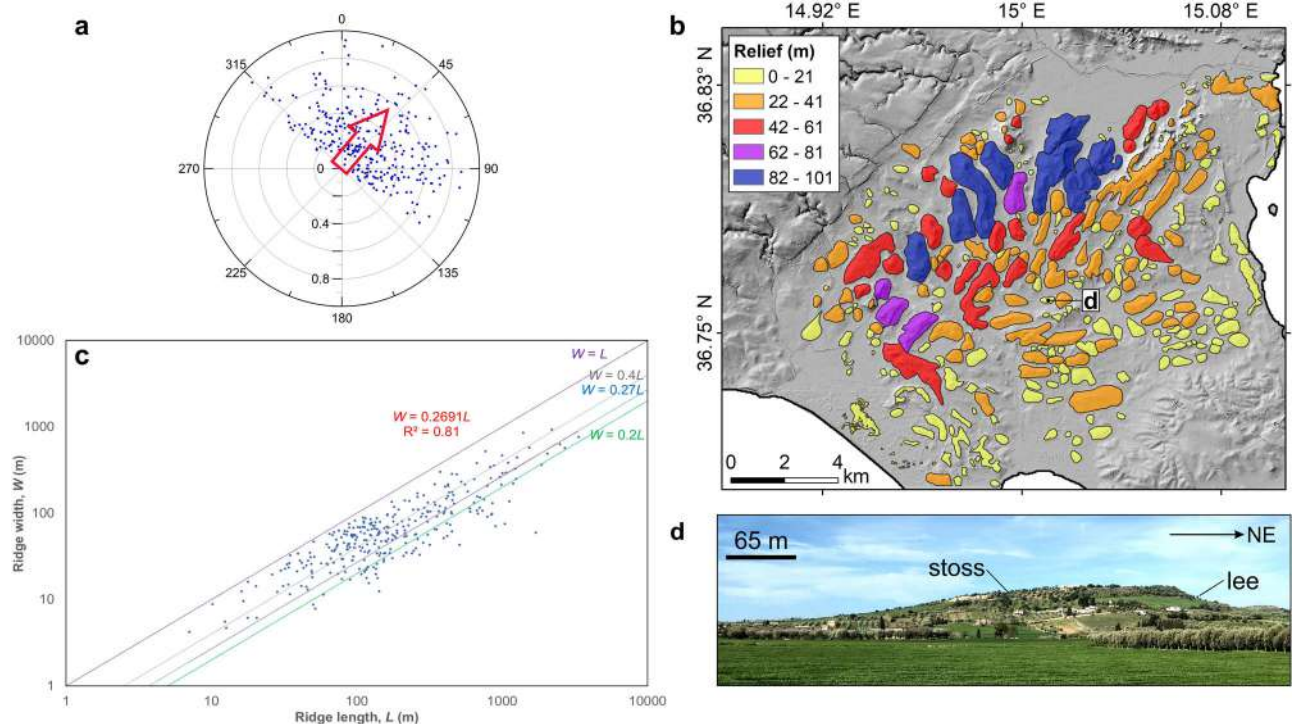 a
0
45
90
135
180
225
270
315
0
0.4
0.8
b
14.92° E
15° E
15.08° E
36.83° N
36.75° N
Relief (m)
0 - 21
22 - 41
42 - 61
62 - 81
82 - 101
d
0 2 4
km
c
10000
1000
100
10
1
1 10 100 1000 10000
Ridge width, W (m)
Ridge length, L (m)
W = L
W = 0.4L
W = 0.27L
W = 0.2691L
R² = 0.81
W = 0.2L
d
65 m
NE
stoss
lee